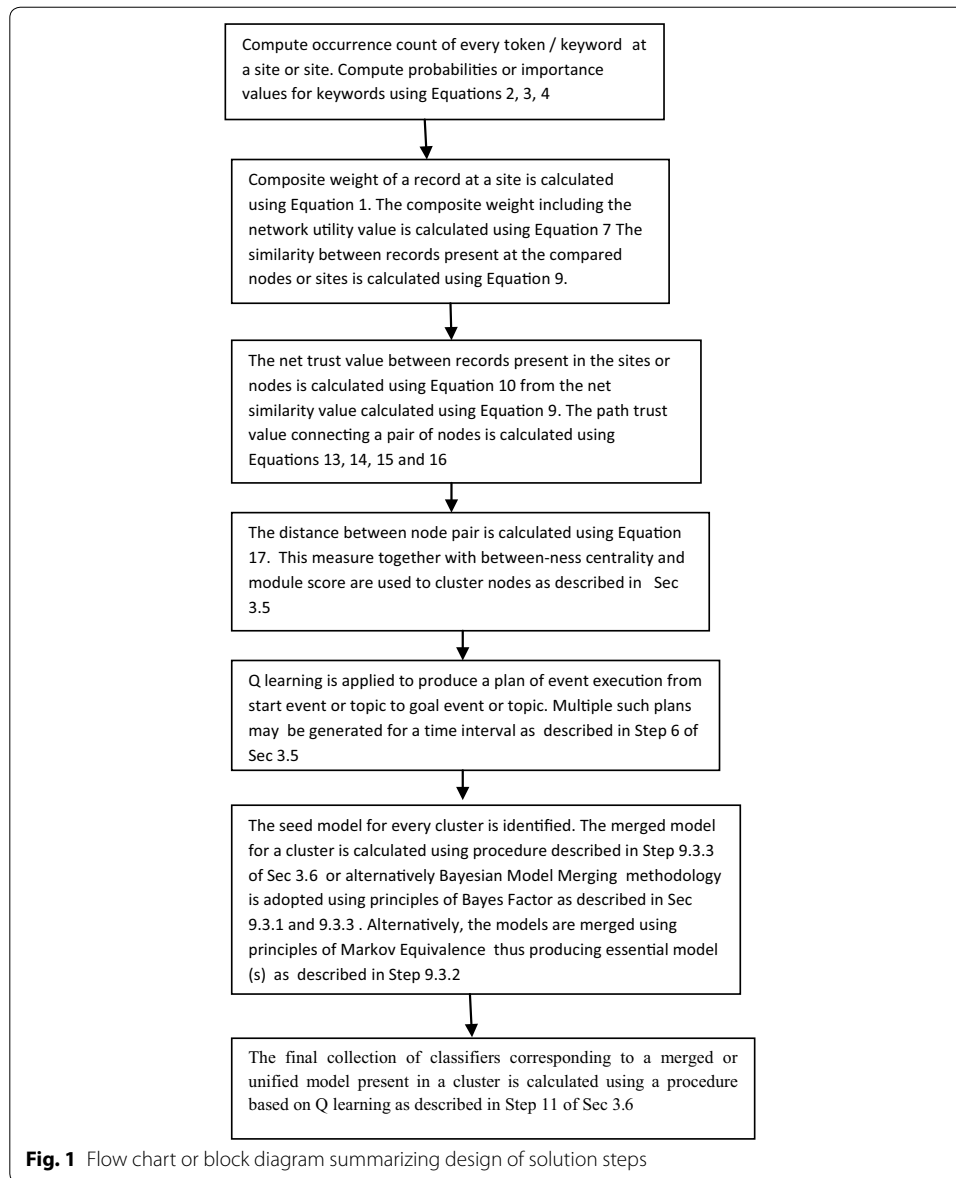 Compute occurrence count of every token / keyword at
a site or site. Compute probabilities or importance
values for keywords using Equations 2, 3, 4
Composite weight of a record at a site is calculated
using Equation 1. The composite weight including the
network utility value is calculated using Equation 7 The
similarity between records present at the compared
nodes or sites is calculated using Equation 9.
The net trust value between records present in the sites or
nodes is calculated using Equation 10 from the net
similarity value calculated using Equation 9. The path trust
value connecting a pair of nodes is calculated using
Equations 13, 14, 15 and 16
The distance between node pair is calculated using Equation
17. This measure together with between-ness centrality and
module score are used to cluster nodes as described in Sec
3.5
Q learning is applied to produce a plan of event execution from
start event or topic to goal event or topic. Multiple such plans
may be generated for a time interval as described in Step 6 of
Sec 3.5
The seed model for every cluster is identified. The merged model
for a cluster is calculated using procedure described in Step 9.3.3
of Sec 3.6 or alternatively Bayesian Model Merging methodology
is adopted using principles of Bayes Factor as described in Sec
9.3.1 and 9.3.3 . Alternatively, the models are merged using
principles of Markov Equivalence thus producing essential model
(s) as described in Step 9.3.2
The final collection of classifiers corresponding to a merged or
unified model present in a cluster is calculated using a procedure
based on Q learning as described in Step 11 of Sec 3.6
Fig. 1 Flow chart or block diagram summarizing design of solution steps